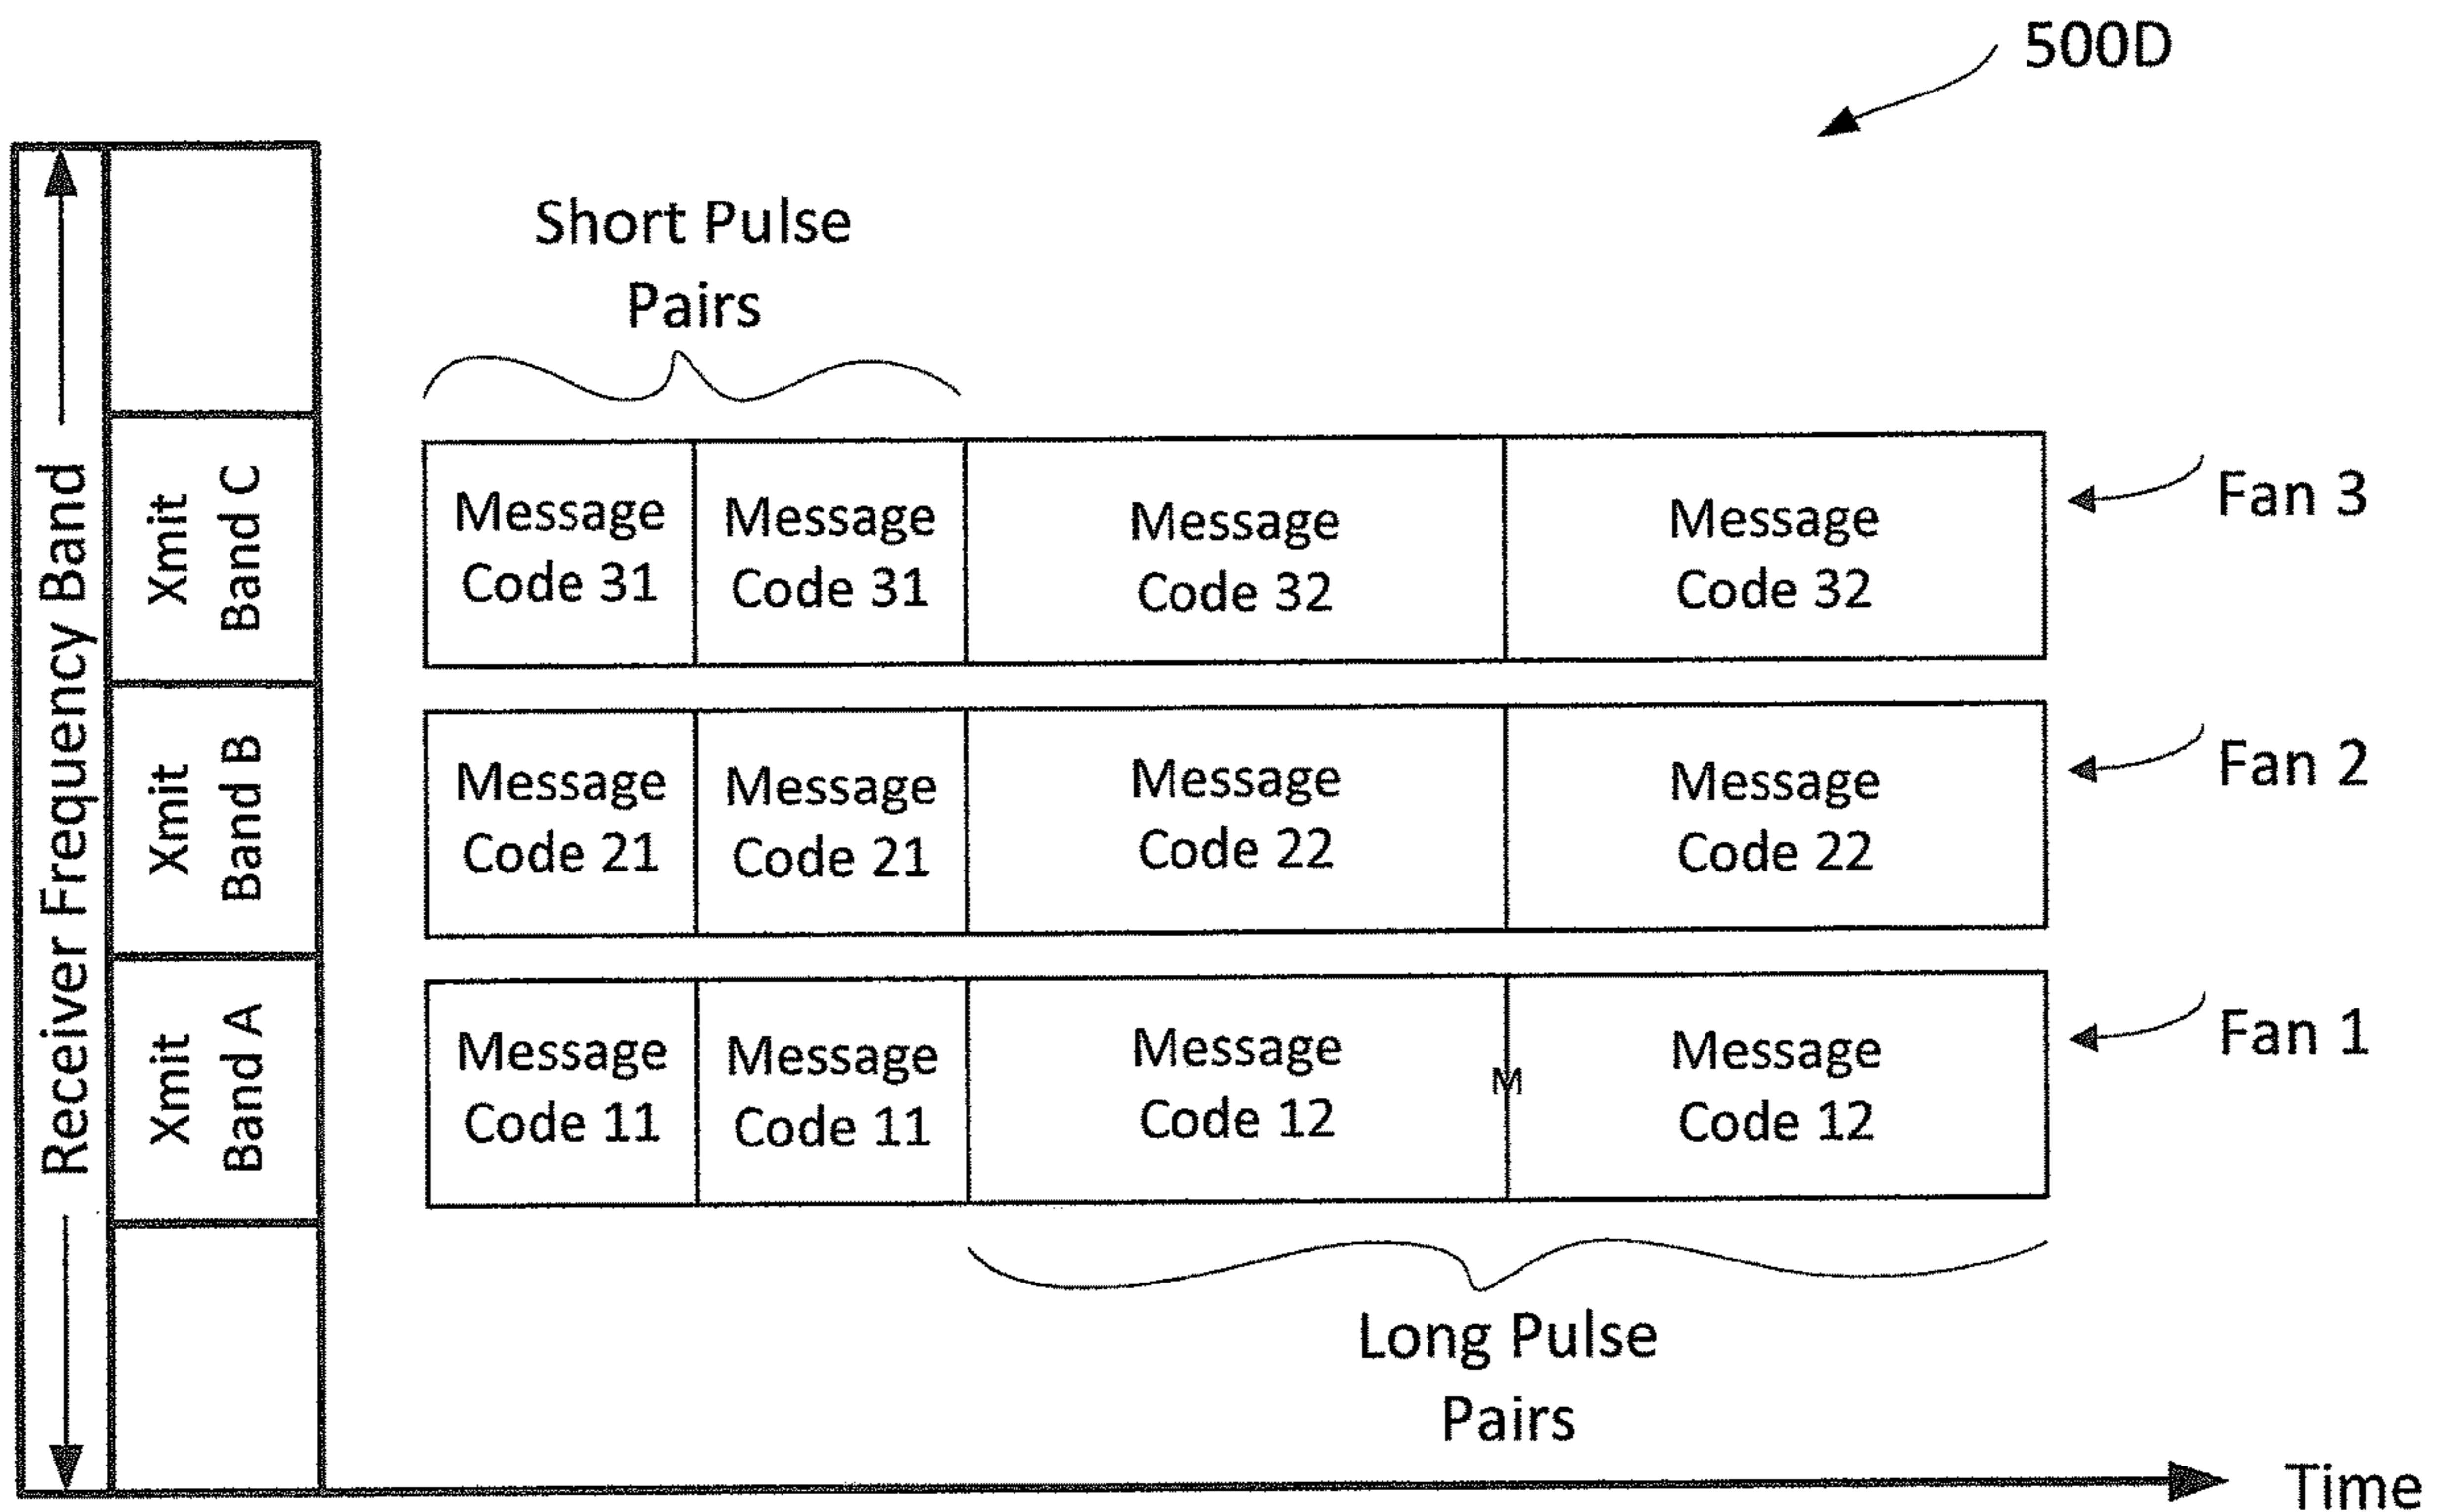 500D
Short Pulse
Pairs
Receiver Frequency Band
Xmit
Band C
Message
Code 31
Message
Code 31
Message
Code 32
Message
Code 32
Fan 3
Xmit
Band B
Message
Code 21
Message
Code 21
Message
Code 22
Message
Code 22
Fan 2
Xmit
Band A
Message
Code 11
Message
Code 11
Message
Code 12
M
Message
Code 12
Fan 1
Long Pulse
Pairs
Time